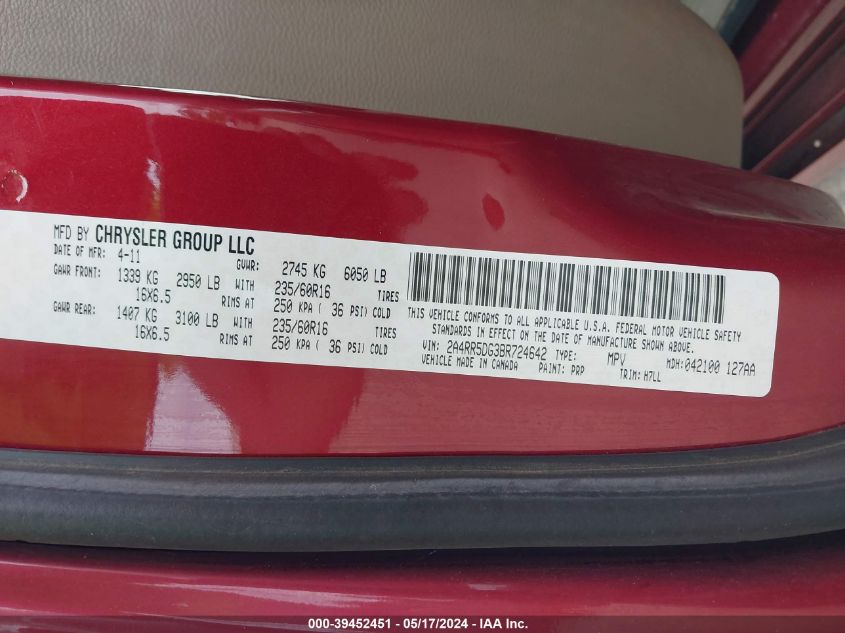 MFD BY CHRYSLER GROUP LLC
DATE OF MFR: 4-11 GVWR: 2745 KG 6050 LB
GAWR FRONT: 1339 KG 2950 LB WITH 235/60R16 TIRES
16X6.5 RIMS AT 250 KPA ( 36 PSI) COLD
GAWR REAR: 1407 KG 3100 LB WITH 235/60R16 TIRES
16X6.5 RIMS AT 250 KPA ( 36 PSI) COLD
THIS VEHICLE CONFORMS TO ALL APPLICABLE U.S.A. FEDERAL MOTOR VEHICLE SAFETY
STANDARDS IN EFFECT ON THE DATE OF MANUFACTURE SHOWN ABOVE.
VIN: 2A4RR5DG3BR724642 TYPE: MPV MDH:042100 127AA
VEHICLE MADE IN CANADA PAINT: PRP TRIM: H7LL
000-39452451 - 05/17/2024 - IAA Inc.